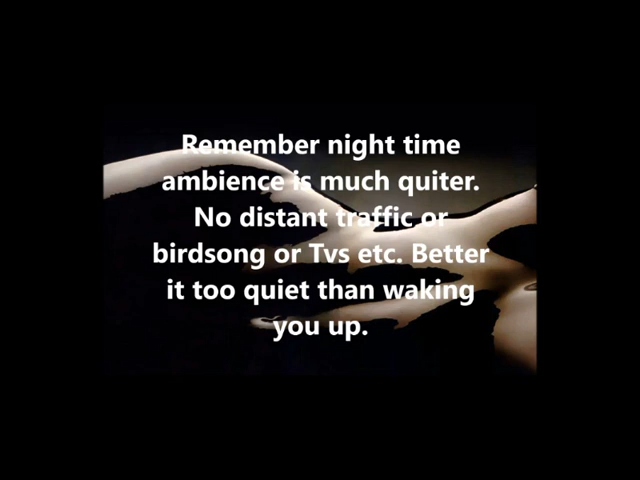 Remember night time
ambience is much quiter.
No distant traffic or
birdsong or Tvs etc. Better
it too quiet than waking
you up.